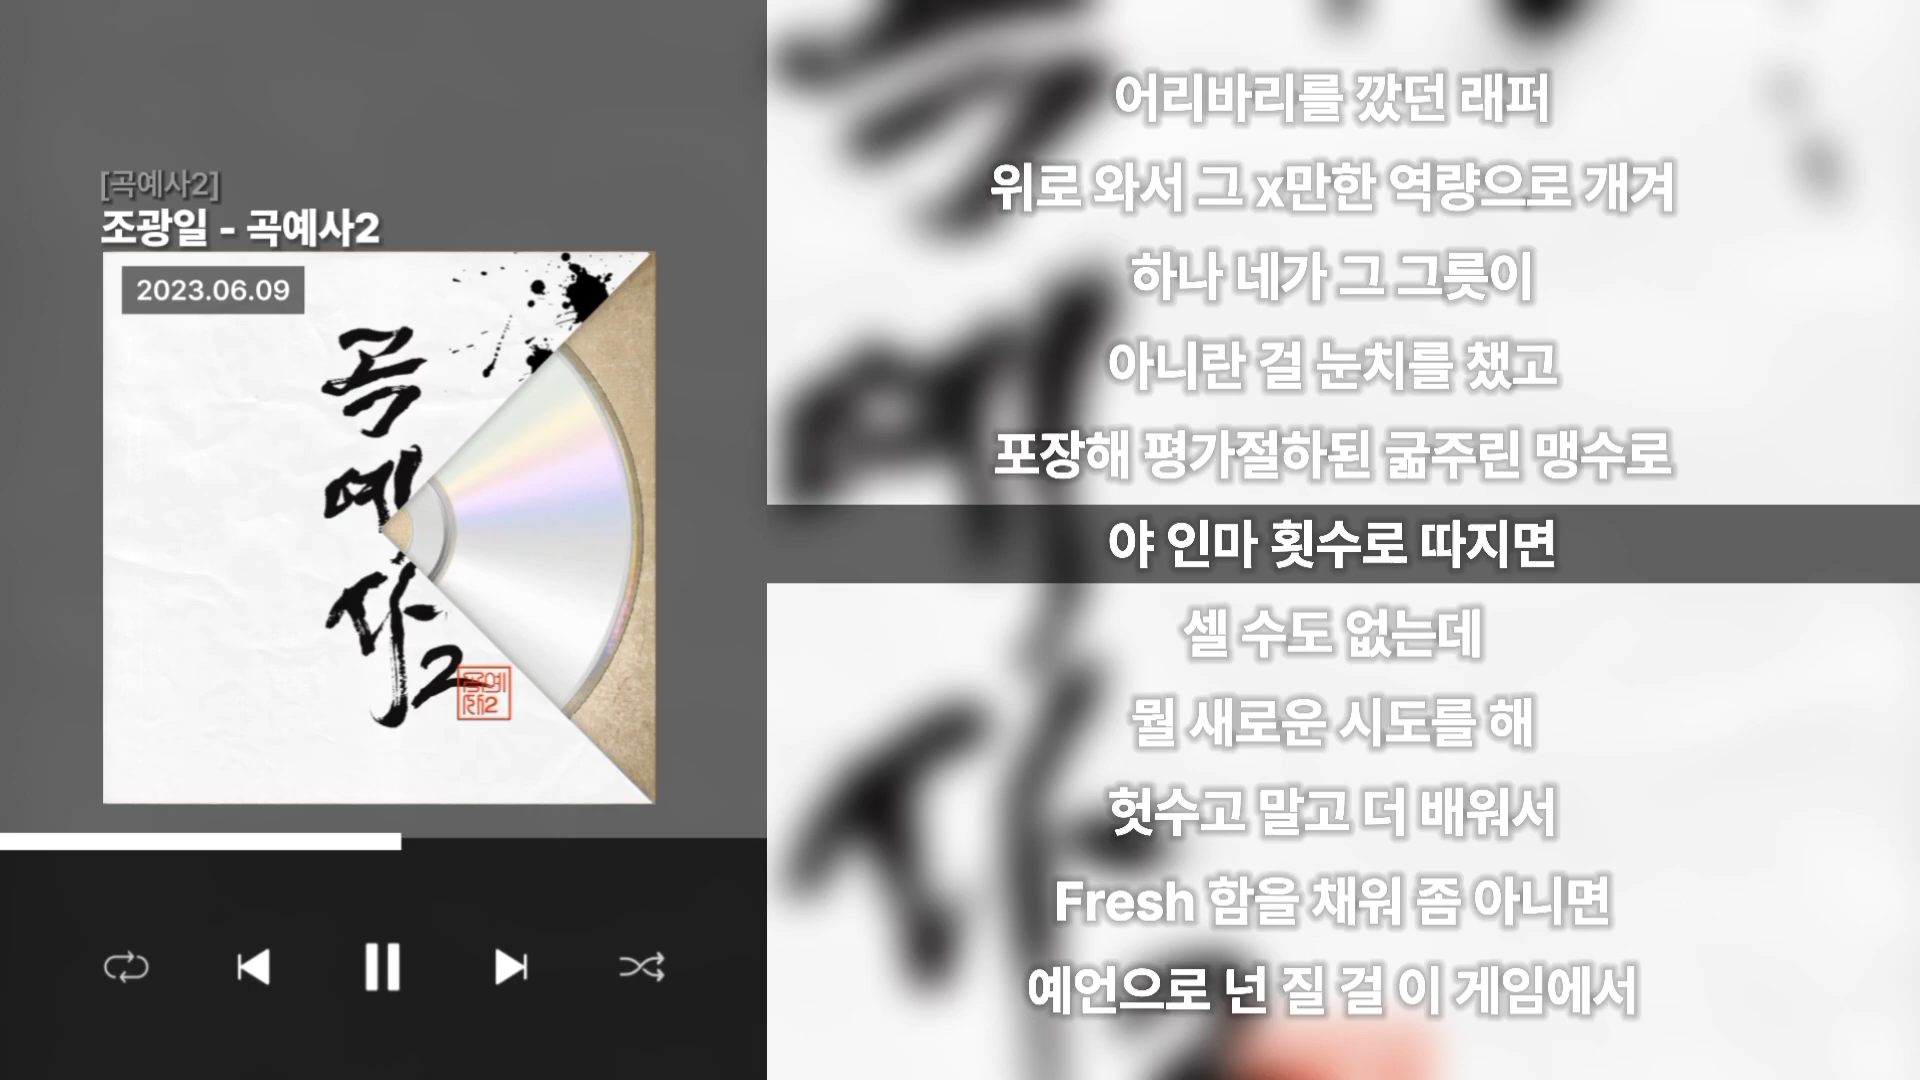 [곡예사2]
조광일 - 곡예사2
2023.06.09
곡
예
사2
곡예
사2
어리바리를 깠던 래퍼
위로 와서 그 x만한 역량으로 개겨
하나 네가 그 그릇이
아니란 걸 눈치를 챘고
포장해 평가절하된 굶주린 맹수로
야 인마 횟수로 따지면
셀 수도 없는데
뭘 새로운 시도를 해
헛수고 말고 더 배워서
Fresh 함을 채워 좀 아니면
예언으로 넌 질 걸 이 게임에서